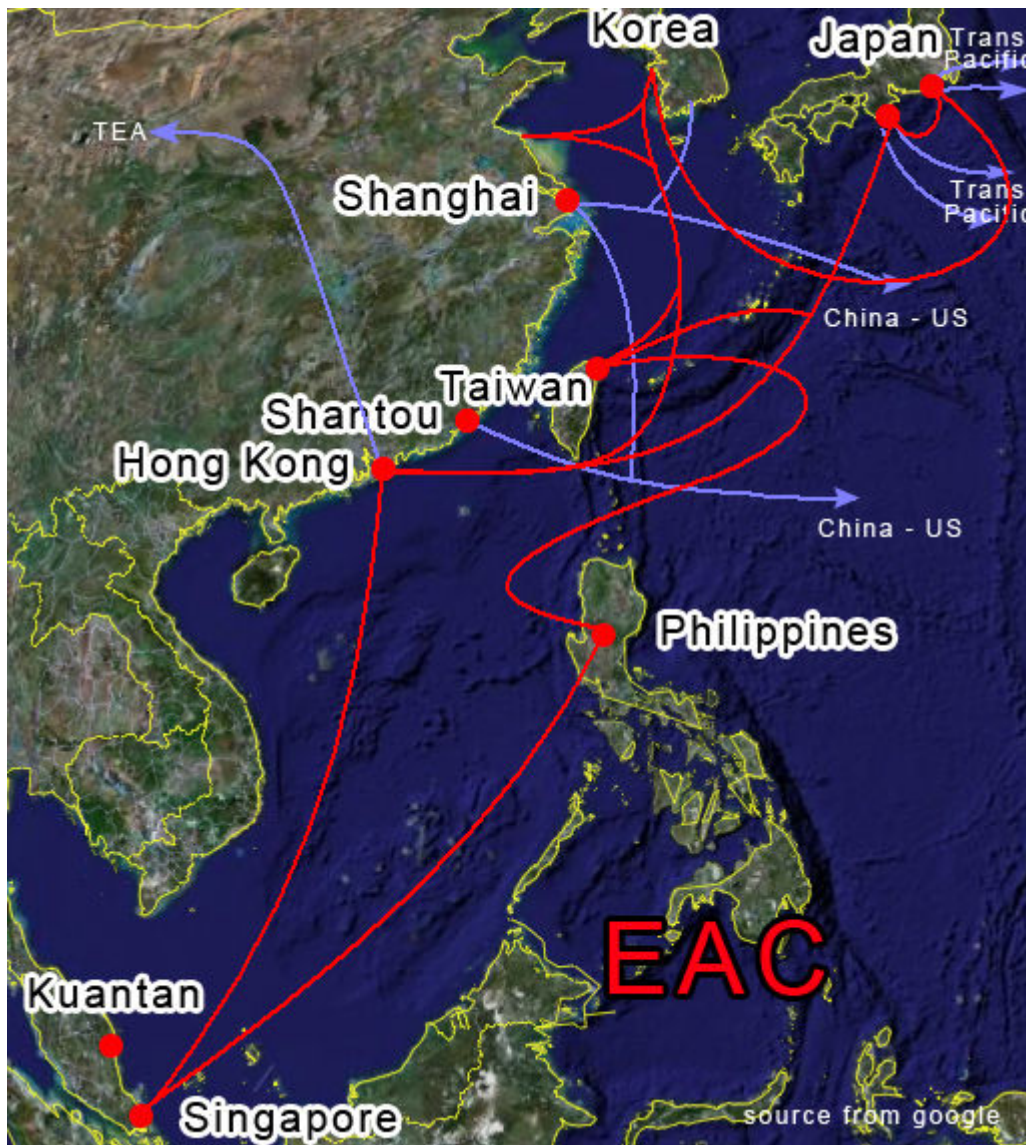 Korea
Japan
Trans
Pacific
TEA
Shanghai
Trans
Pacific
China - US
Taiwan
Shantou
Hong Kong
China - US
Philippines
EAC
Kuantan
Singapore
source from google